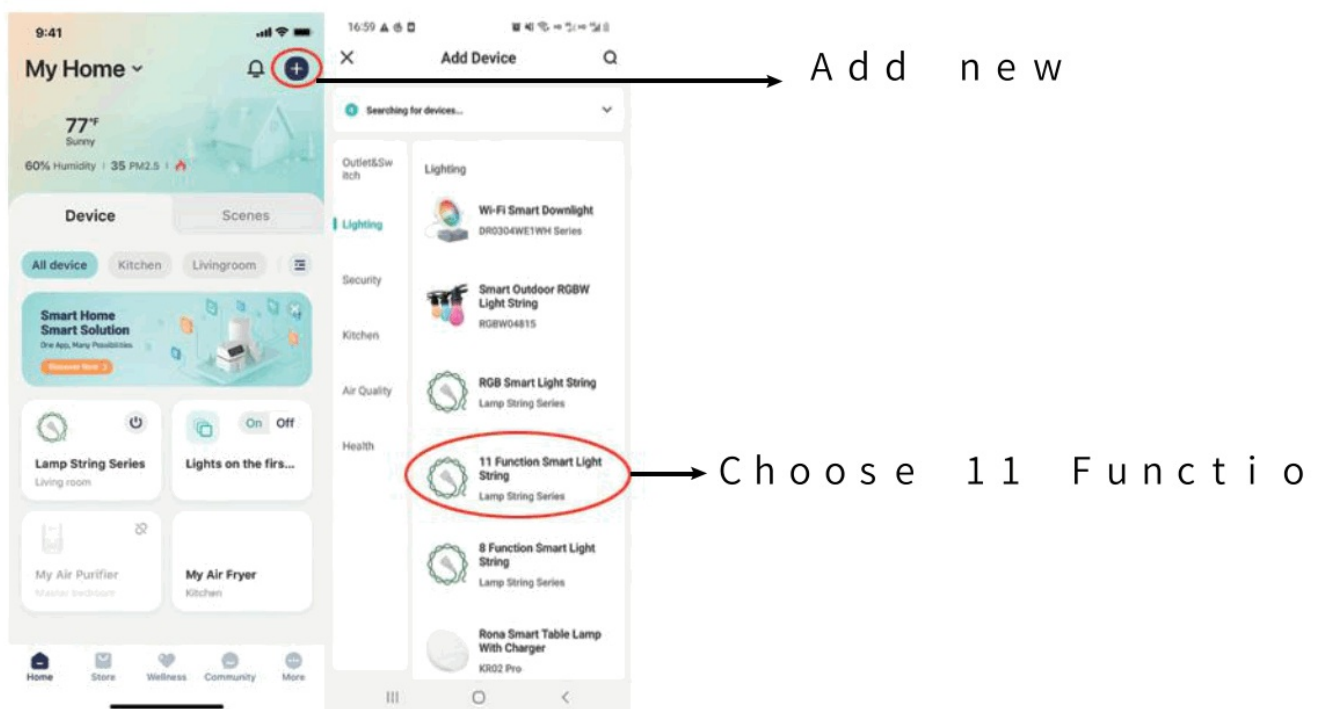 9:41
My Home
77°F
Sunny
60% Humidity | 35 PM2.5 |
Device
Scenes
All device
Kitchen
Livingroom
Smart Home
Smart Solution
One App, Many Possibilities
Discover Now >
On Off
Lamp String Series
Living room
Lights on the firs...
My Air Purifier
Master bedroom
My Air Fryer
Kitchen
Home
Store
Wellness
Community
More
16:59
Add Device
Searching for devices...
Outlet&Sw
itch
Lighting
Security
Kitchen
Air Quality
Health
Lighting
Wi-Fi Smart Downlight
DR0304WE1WH Series
Smart Outdoor RGBW
Light String
RGBW04815
RGB Smart Light String
Lamp String Series
11 Function Smart Light
String
Lamp String Series
8 Function Smart Light
String
Lamp String Series
Rona Smart Table Lamp
With Charger
KR02 Pro
Add new
Choose 11 Functio